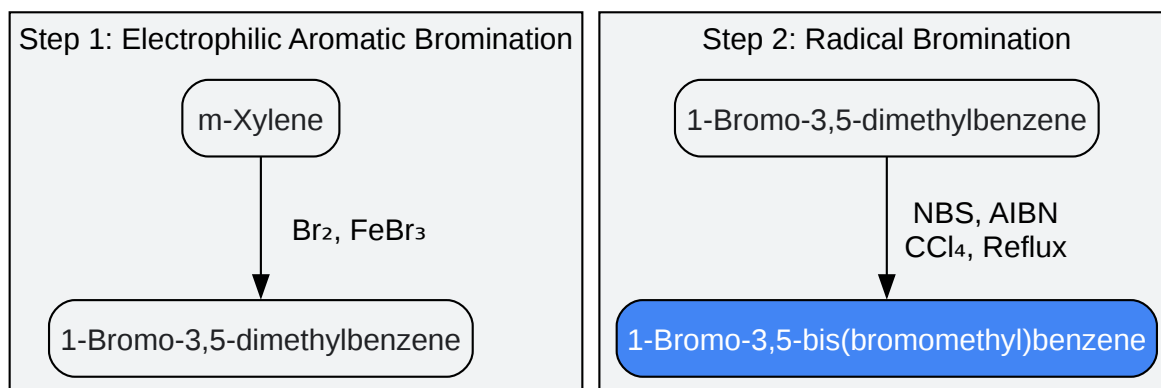 Step 1: Electrophilic Aromatic Bromination
m-Xylene
Br₂, FeBr₃
1-Bromo-3,5-dimethylbenzene
Step 2: Radical Bromination
1-Bromo-3,5-dimethylbenzene
NBS, AIBN
CCl₄, Reflux
1-Bromo-3,5-bis(bromomethyl)benzene